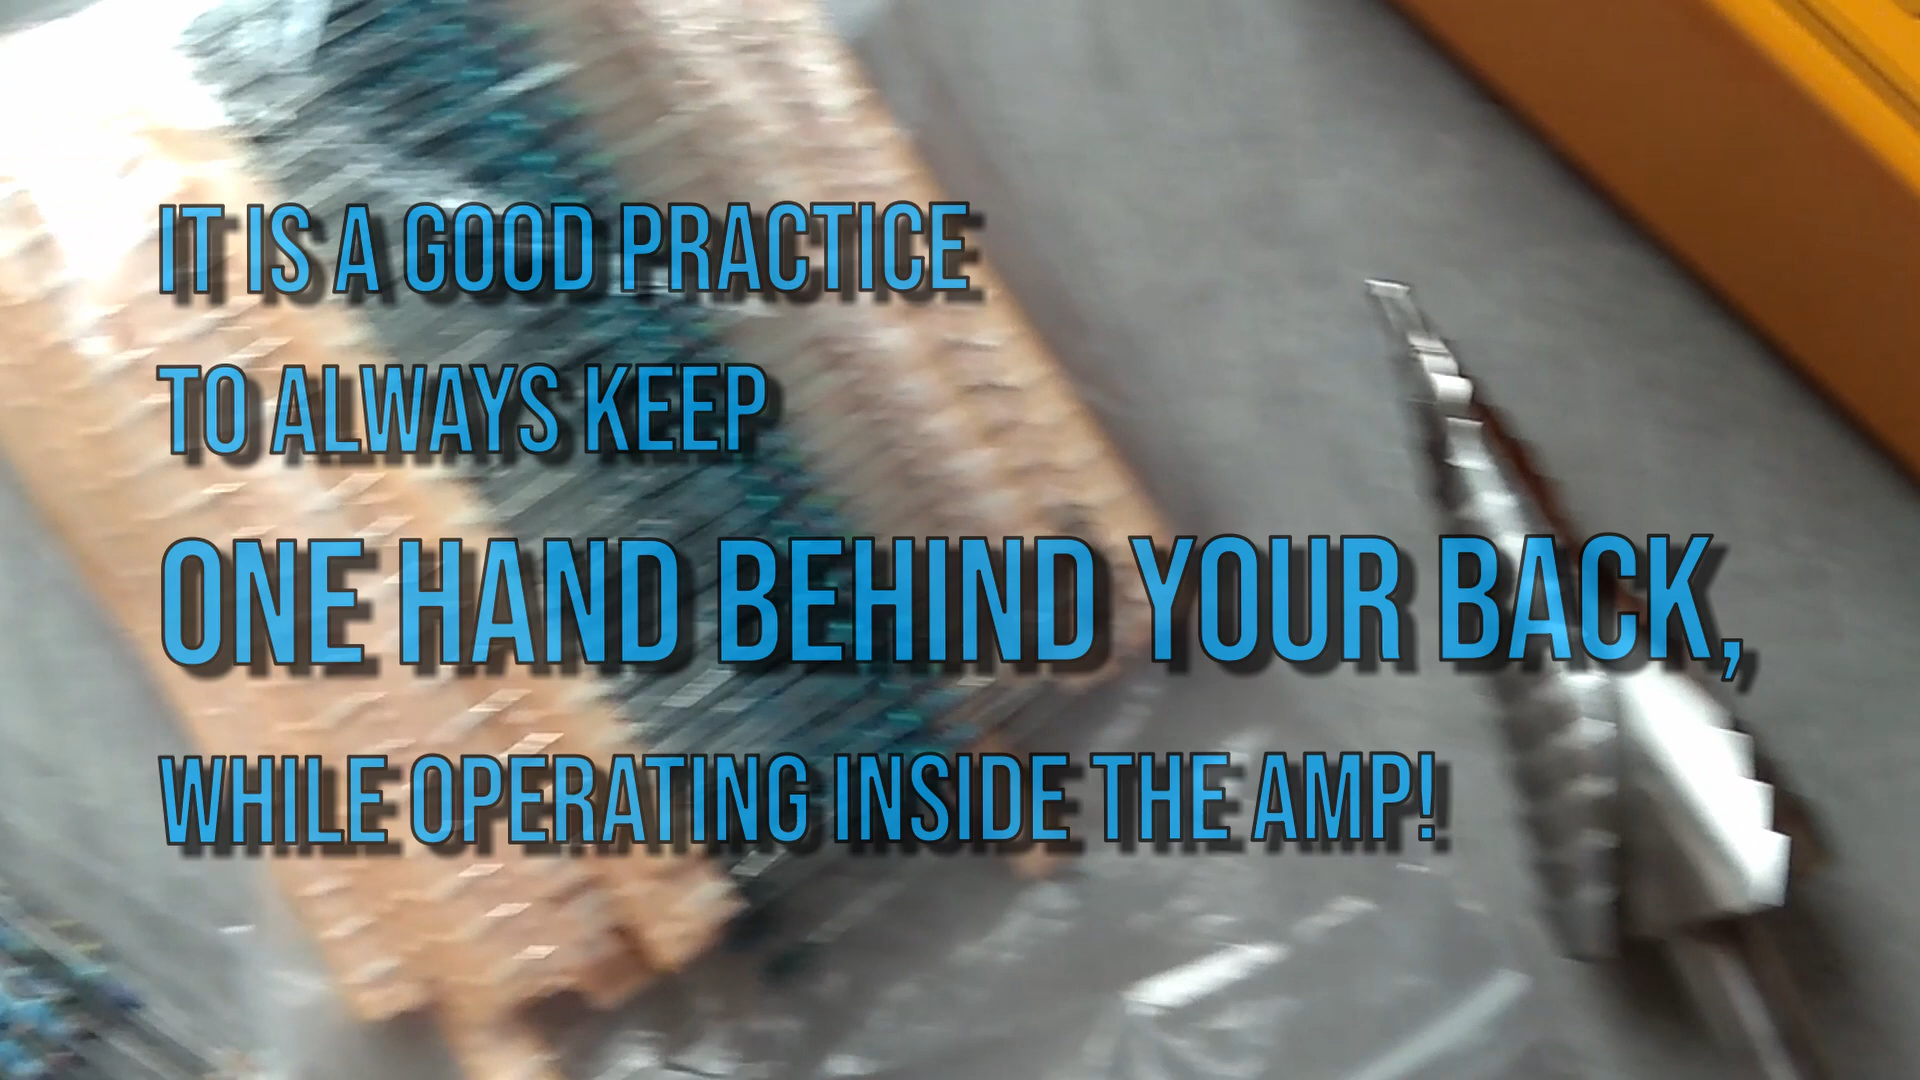 IT IS A GOOD PRACTICE
TO ALWAYS KEEP
ONE HAND BEHIND YOUR BACK,
WHILE OPERATING INSIDE THE AMP!